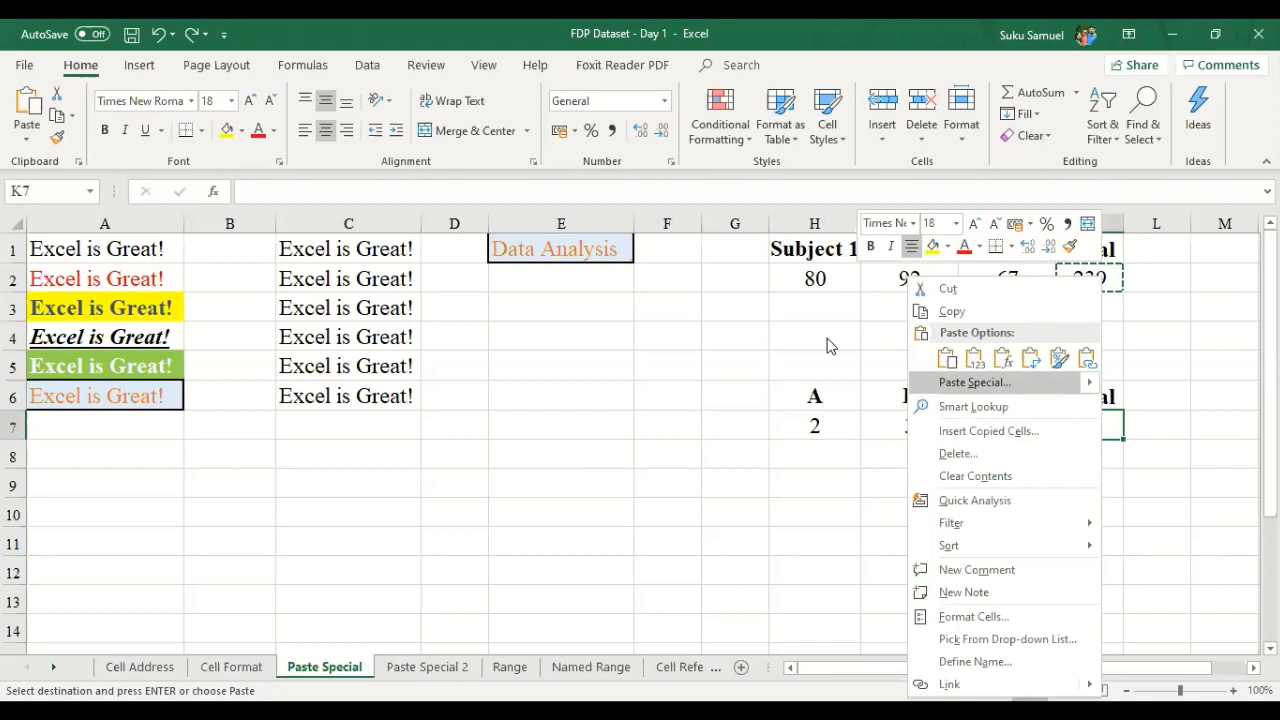 AutoSave Off FDP Dataset - Day 1 - Excel Suku Samuel
File Home Insert Page Layout Formulas Data Review View Help Foxit Reader PDF Search Share Comments
Paste
Clipboard
Times New Roma 18 A A
B I U A
Font
Wrap Text
Merge & Center
Alignment
General
%
Number
Conditional Formatting
Format as Table
Cell Styles
Styles
Insert Delete Format
Cells
AutoSum
Fill
Clear
Sort & Filter
Find & Select
Editing
Ideas
Ideas
K7 fx
A B C D E F G H L M
1 Excel is Great! Excel is Great! Data Analysis Subject 1
2 Excel is Great! Excel is Great! 80 67 239
3 Excel is Great! Excel is Great!
4 Excel is Great! Excel is Great!
5 Excel is Great! Excel is Great!
6 Excel is Great! Excel is Great! A
7 2
8
9
10
11
12
13
14
18 A A %
B I A
Cut
Copy
Paste Options:
123
Paste Special...
Smart Lookup
Insert Copied Cells...
Delete...
Clear Contents
Quick Analysis
Filter
Sort
New Comment
New Note
Format Cells...
Pick From Drop-down List...
Define Name...
Link
Cell Address Cell Format Paste Special Paste Special 2 Range Named Range Cell Refe ...
Select destination and press ENTER or choose Paste 100%